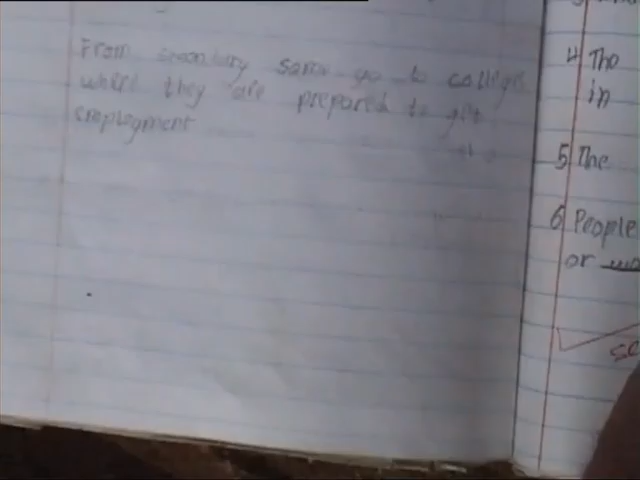 From secondary some go to colleges
where they are prepared to get
employment
4 The
in
5 The
6 People
or